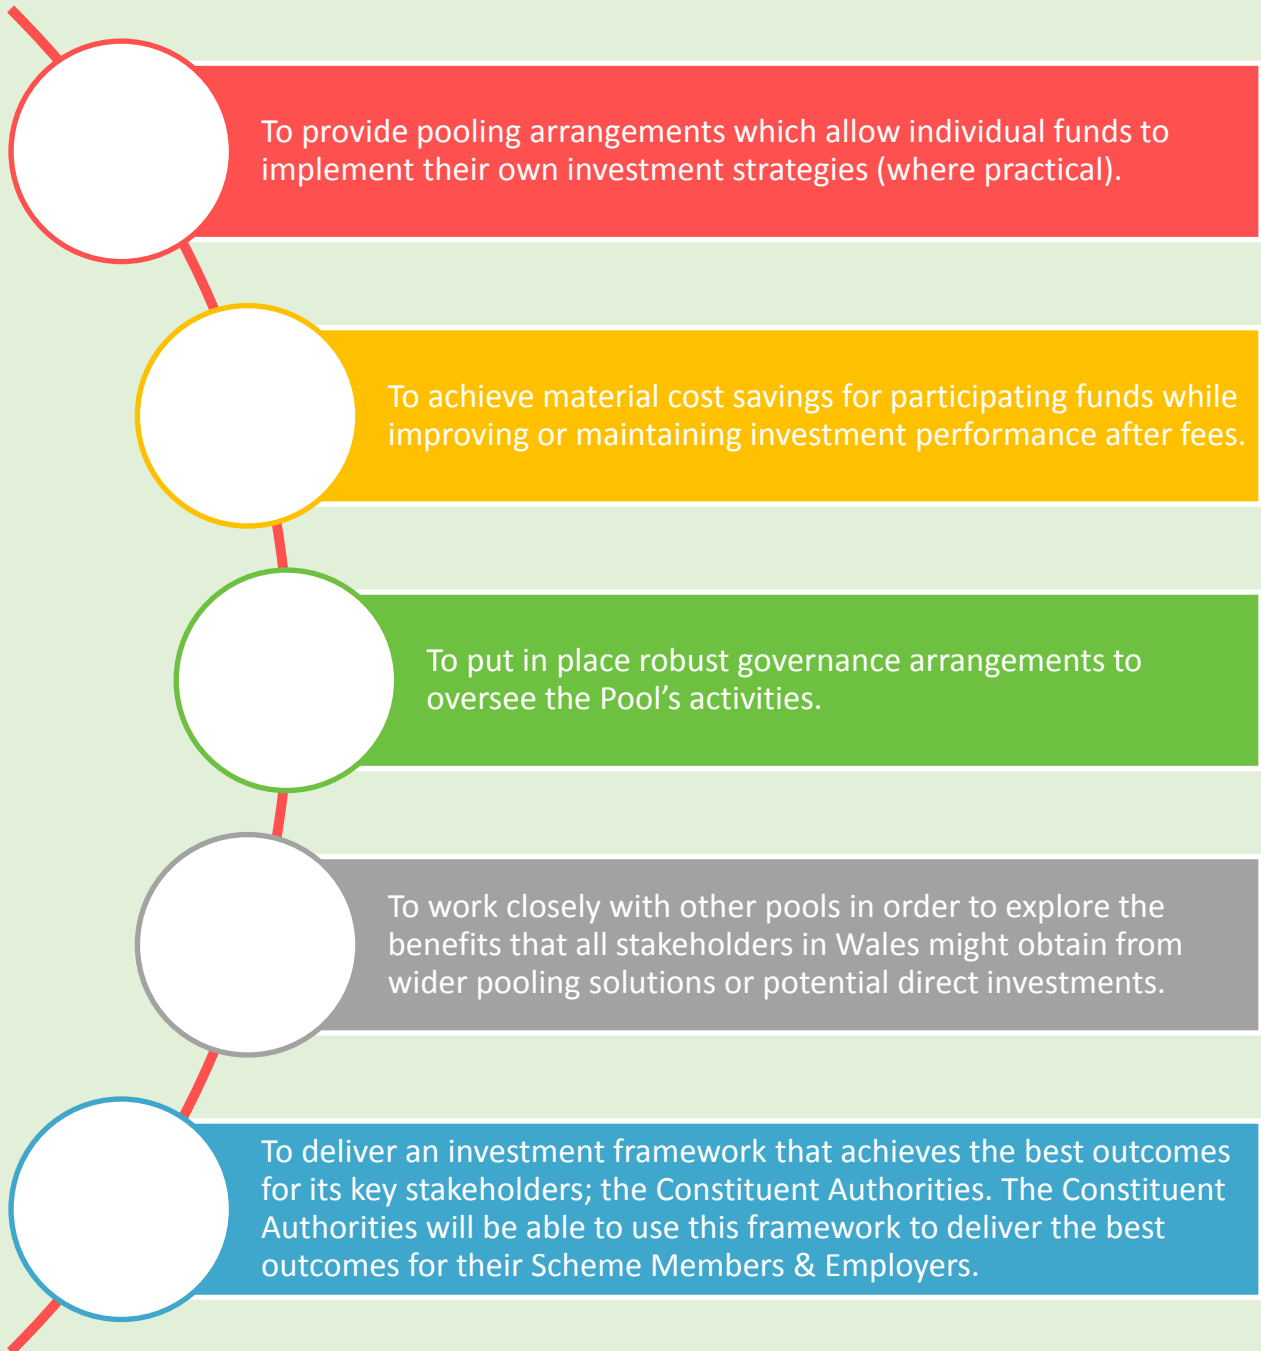 To provide pooling arrangements which allow individual funds to
implement their own investment strategies (where practical).
To achieve material cost savings for participating funds while
improving or maintaining investment performance after fees.
To put in place robust governance arrangements to
oversee the Pool’s activities.
To work closely with other pools in order to explore the
benefits that all stakeholders in Wales might obtain from
wider pooling solutions or potential direct investments.
To deliver an investment framework that achieves the best outcomes
for its key stakeholders; the Constituent Authorities. The Constituent
Authorities will be able to use this framework to deliver the best
outcomes for their Scheme Members & Employers.